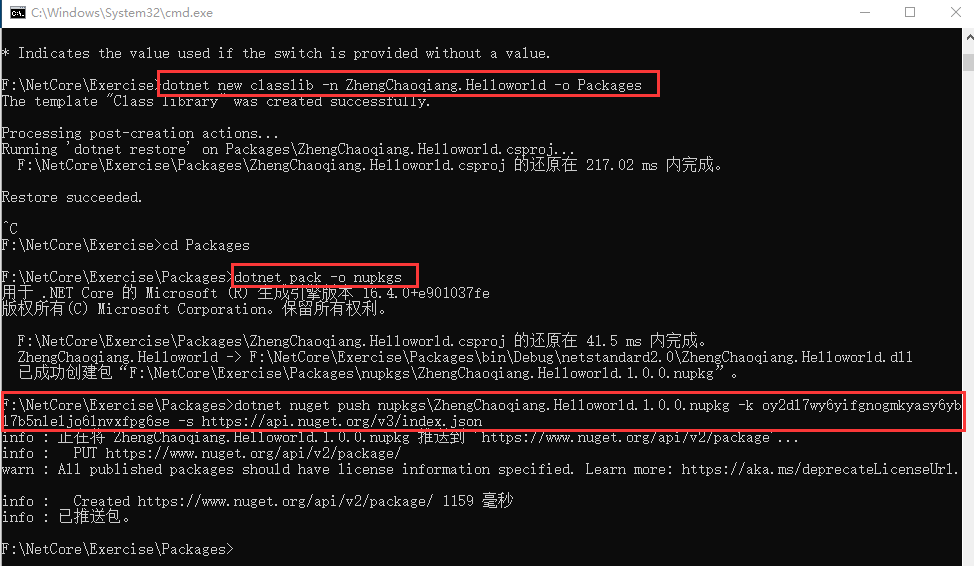 C:\Windows\System32\cmd.exe
* Indicates the value used if the switch is provided without a value.
F:\NetCore\Exercise>dotnet new classlib -n ZhengChaoqiang.Helloworld -o Packages
The template "Class library" was created successfully.
Processing post-creation actions...
Running 'dotnet restore' on Packages\ZhengChaoqiang.Helloworld.csproj...
F:\NetCore\Exercise\Packages\ZhengChaoqiang.Helloworld.csproj 的还原在 217.02 ms 内完成。
Restore succeeded.
^C
F:\NetCore\Exercise>cd Packages
F:\NetCore\Exercise\Packages>dotnet pack -o nupkgs
用于 .NET Core 的 Microsoft (R) 生成引擎版本 16.4.0+e901037fe
版权所有(C) Microsoft Corporation。保留所有权利。
F:\NetCore\Exercise\Packages\ZhengChaoqiang.Helloworld.csproj 的还原在 41.5 ms 内完成。
ZhengChaoqiang.Helloworld -> F:\NetCore\Exercise\Packages\bin\Debug\netstandard2.0\ZhengChaoqiang.Helloworld.dll
已成功创建包“F:\NetCore\Exercise\Packages\nupkgs\ZhengChaoqiang.Helloworld.1.0.0.nupkg”。
F:\NetCore\Exercise\Packages>dotnet nuget push nupkgs\ZhengChaoqiang.Helloworld.1.0.0.nupkg -k oy2dl7wy6yifgnogmkyasy6yb
l7b5nleljo6lnvxfpg6se -s https://api.nuget.org/v3/index.json
info : 正在将 ZhengChaoqiang.Helloworld.1.0.0.nupkg 推送到 'https://www.nuget.org/api/v2/package'...
info :   PUT https://www.nuget.org/api/v2/package/
warn : All published packages should have license information specified. Learn more: https://aka.ms/deprecateLicenseUrl.
info :   Created https://www.nuget.org/api/v2/package/ 1159 毫秒
info : 已推送包。
F:\NetCore\Exercise\Packages>